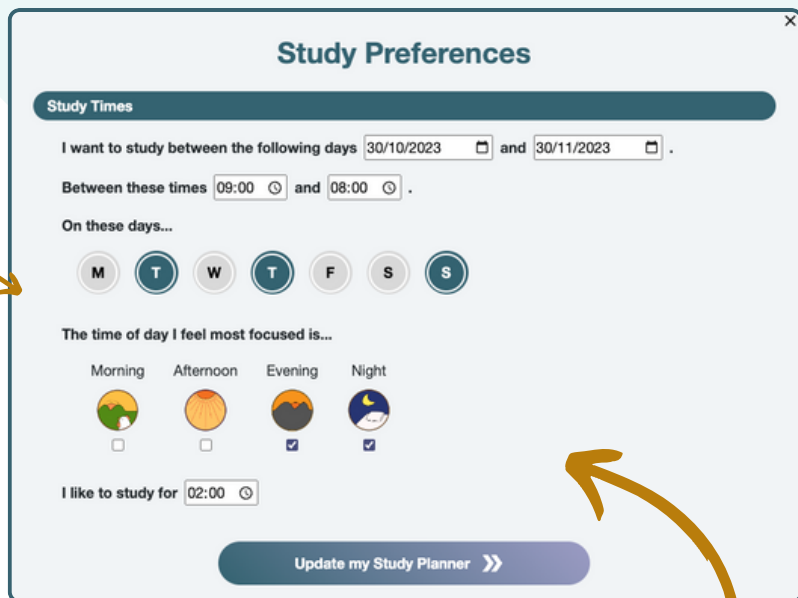 ×
Study Preferences
Study Times
I want to study between the following days 30/10/2023 and 30/11/2023 .
Between these times 09:00 and 08:00 .
On these days...
M T W T F S S
The time of day I feel most focused is...
Morning Afternoon Evening Night
I like to study for 02:00
Update my Study Planner